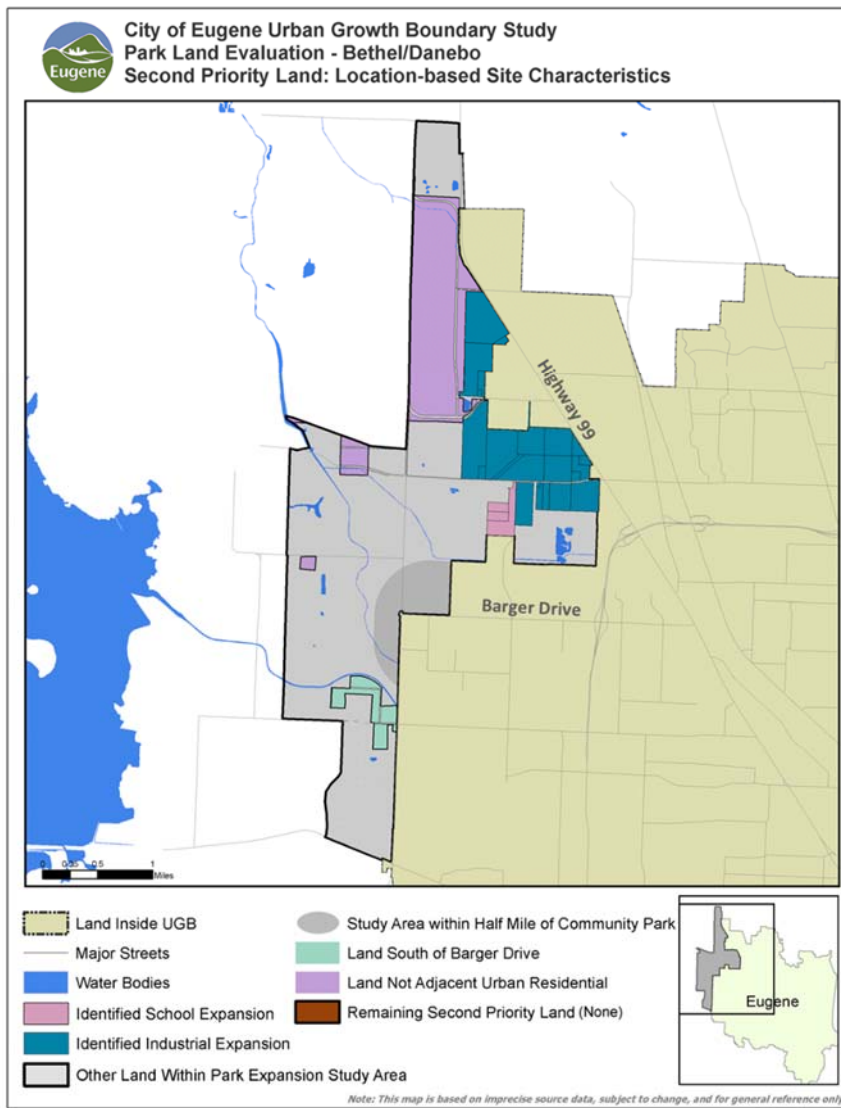 City of Eugene Urban Growth Boundary Study
Park Land Evaluation - Bethel/Danebo
Second Priority Land: Location-based Site Characteristics
Eugene
Highway 99
Barger Drive
0 0.25 0.5 1
Miles
Land Inside UGB
Major Streets
Water Bodies
Identified School Expansion
Identified Industrial Expansion
Other Land Within Park Expansion Study Area
Study Area within Half Mile of Community Park
Land South of Barger Drive
Land Not Adjacent Urban Residential
Remaining Second Priority Land (None)
Eugene
Note: This map is based on imprecise source data, subject to change, and for general reference only